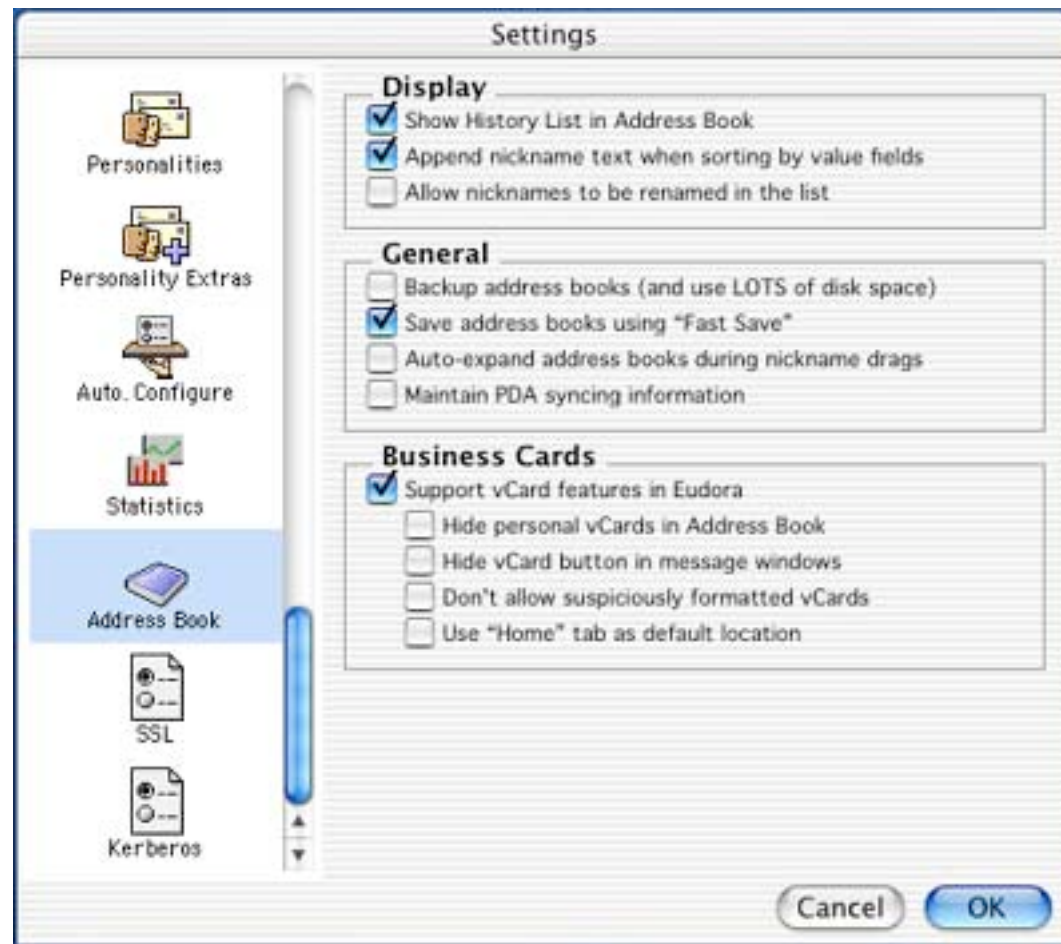 Settings
Personalities
Personality Extras
Auto. Configure
Statistics
Address Book
SSL
Kerberos
Display
Show History List in Address Book
Append nickname text when sorting by value fields
Allow nicknames to be renamed in the list
General
Backup address books (and use LOTS of disk space)
Save address books using “Fast Save”
Auto-expand address books during nickname drags
Maintain PDA syncing information
Business Cards
Support vCard features in Eudora
Hide personal vCards in Address Book
Hide vCard button in message windows
Don't allow suspiciously formatted vCards
Use “Home” tab as default location
Cancel
OK